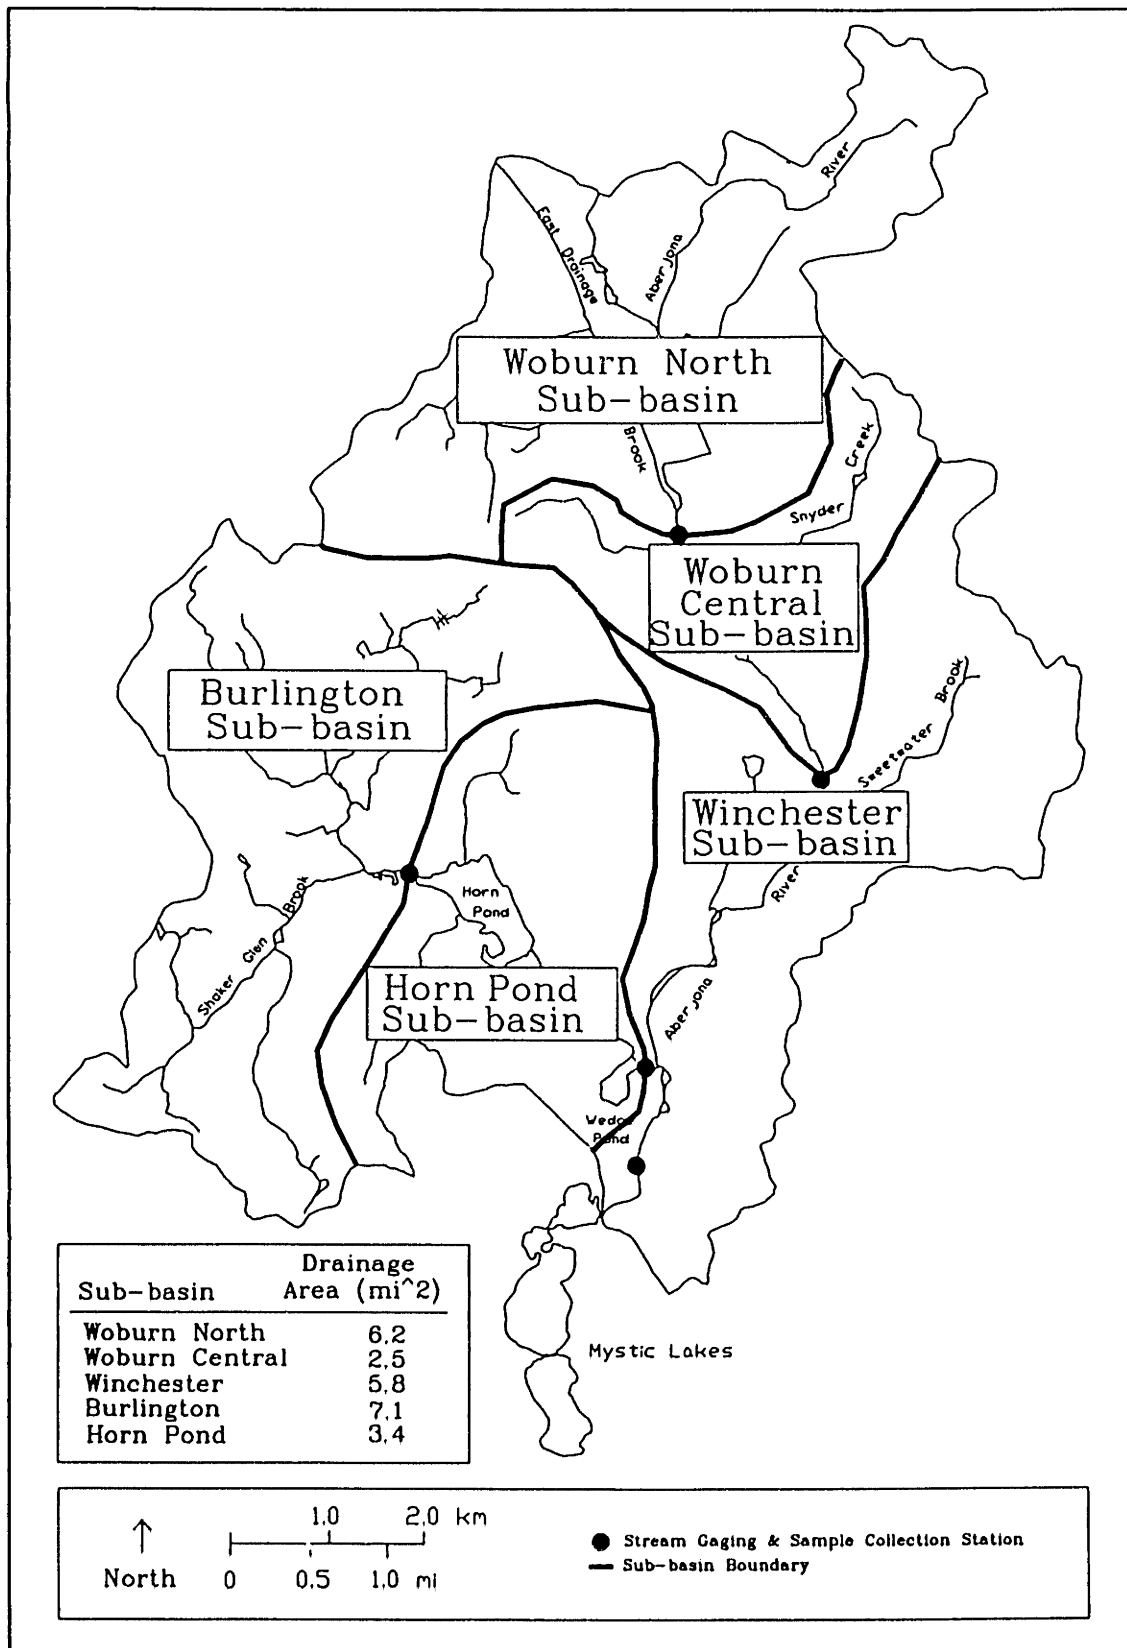 River
East Drainage
Aberjona
Woburn North
Sub-basin
Brook
Creek
Snyder
Woburn
Central
Sub-basin
Burlington
Sub-basin
Sweetwater Brook
Winchester
Sub-basin
River
Horn
Pond
Shaker Glen Brook
Horn Pond
Sub-basin
Aberjona
Wedge
Pond
Drainage
Sub-basin Area (mi^2)
Woburn North 6.2
Woburn Central 2.5
Winchester 5.8
Burlington 7.1
Horn Pond 3.4
Mystic Lakes
1.0 2.0 km
North 0 0.5 1.0 mi
Stream Gaging & Sample Collection Station
Sub-basin Boundary